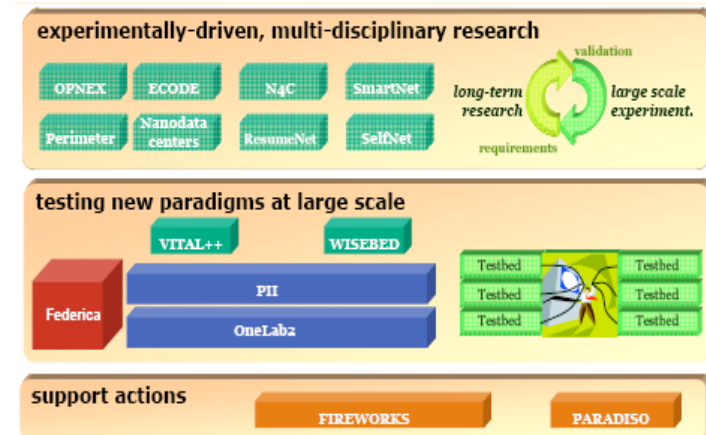 experimentally-driven, multi-disciplinary research
OPNEX
ECODE
N4C
SmartNet
Perimeter
Nanodata
centers
ResumeNet
SelfNet
validation
long-term
research
large scale
experiment.
requirements
testing new paradigms at large scale
VITAL++
WISEBED
Federica
PII
OneLab2
Testbed
Testbed
Testbed
Testbed
Testbed
Testbed
support actions
FIREWORKS
PARADISO